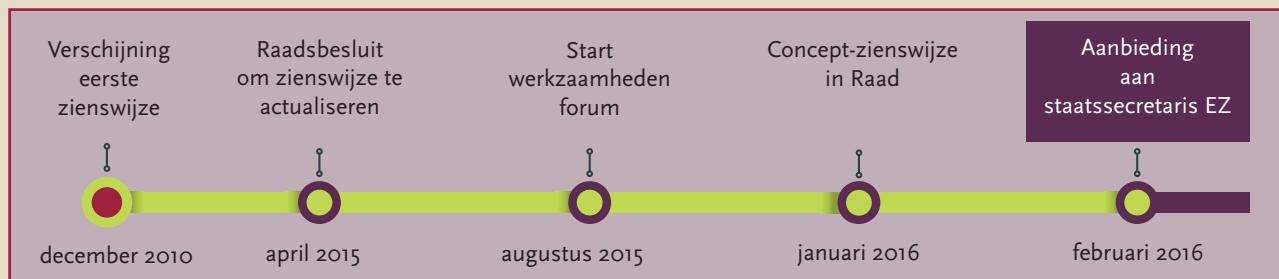 Verschijning
eerste
zienswijze
Raadsbesluit
om zienswijze te
actualiseren
Start
werkzaamheden
forum
Concept-zienswijze
in Raad
Aanbieding
aan
staatssecretaris EZ
december 2010
april 2015
augustus 2015
januari 2016
februari 2016